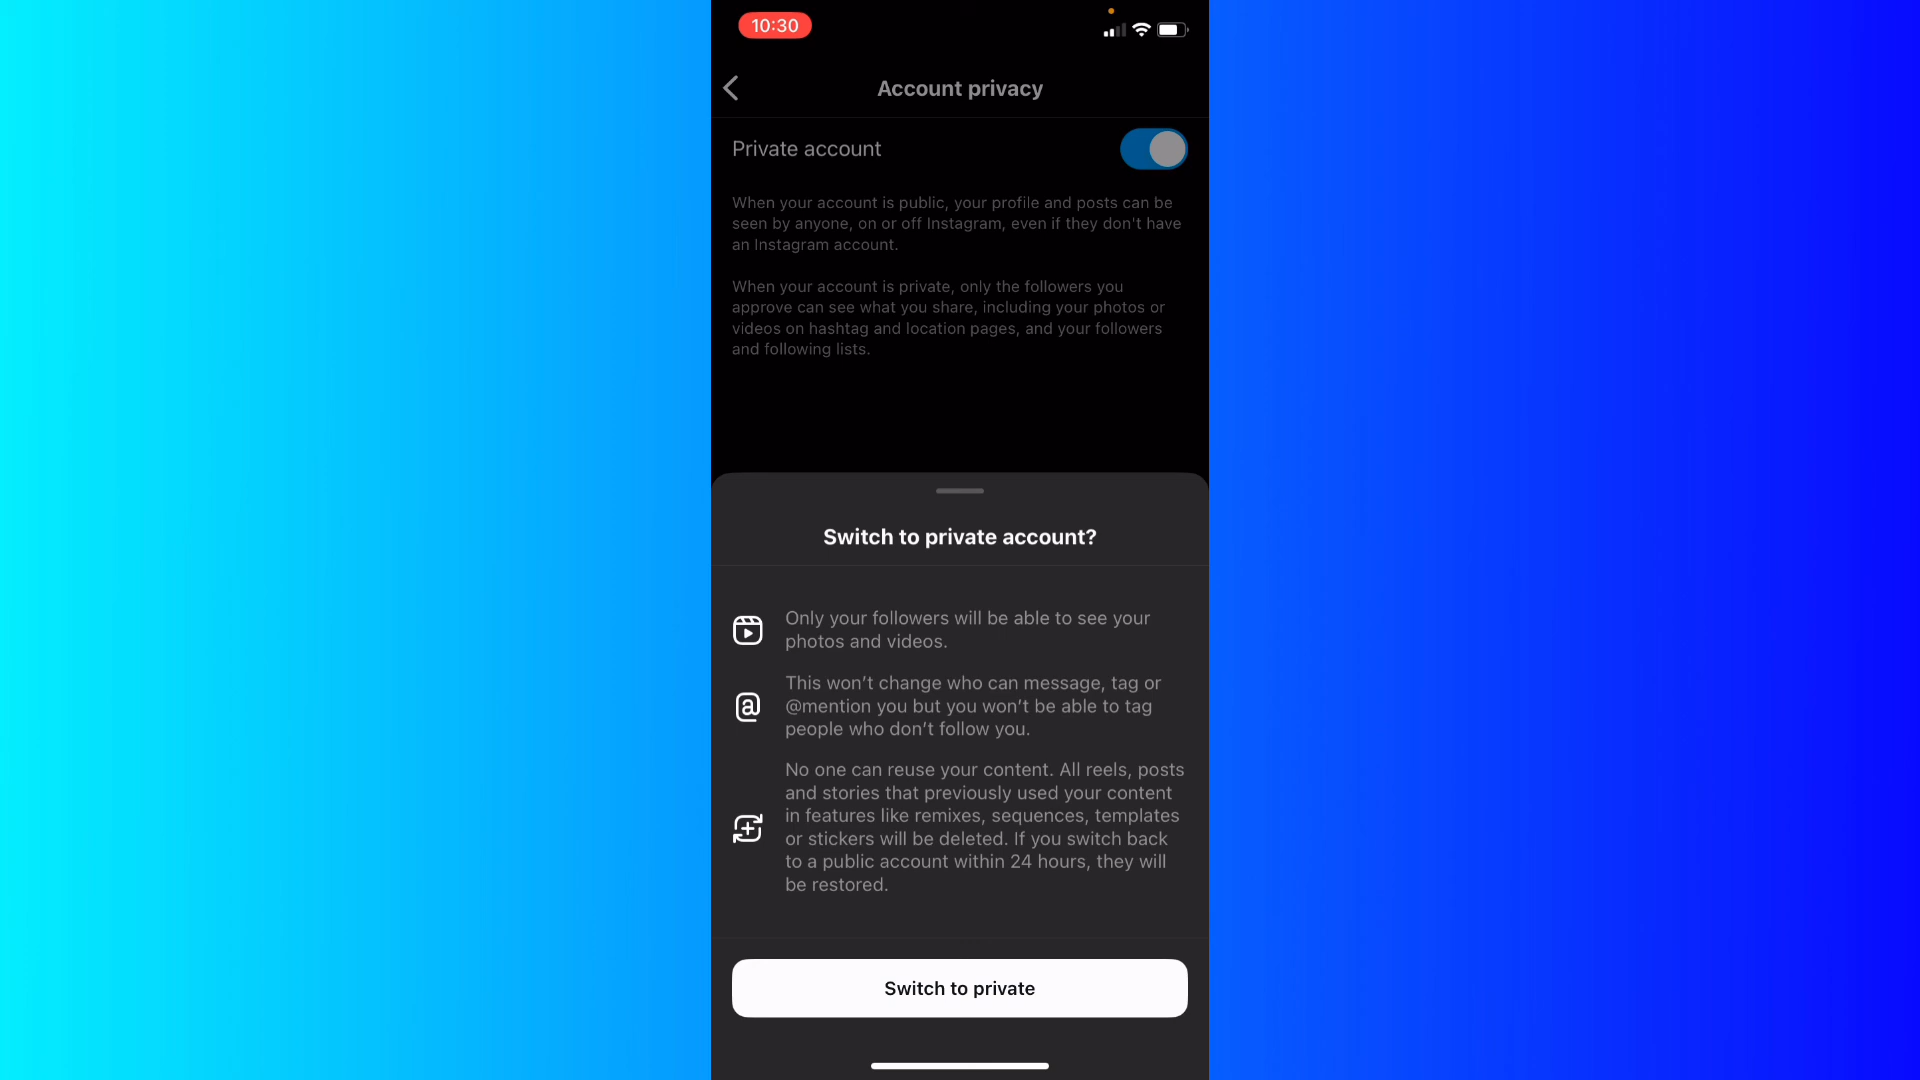 10:30
Account privacy
Private account
When your account is public, your profile and posts can be
seen by anyone, on or off Instagram, even if they don't have
an Instagram account.
When your account is private, only the followers you
approve can see what you share, including your photos or
videos on hashtag and location pages, and your followers
and following lists.
Switch to private account?
Only your followers will be able to see your
photos and videos.
This won’t change who can message, tag or
@mention you but you won’t be able to tag
people who don’t follow you.
No one can reuse your content. All reels, posts
and stories that previously used your content
in features like remixes, sequences, templates
or stickers will be deleted. If you switch back
to a public account within 24 hours, they will
be restored.
Switch to private